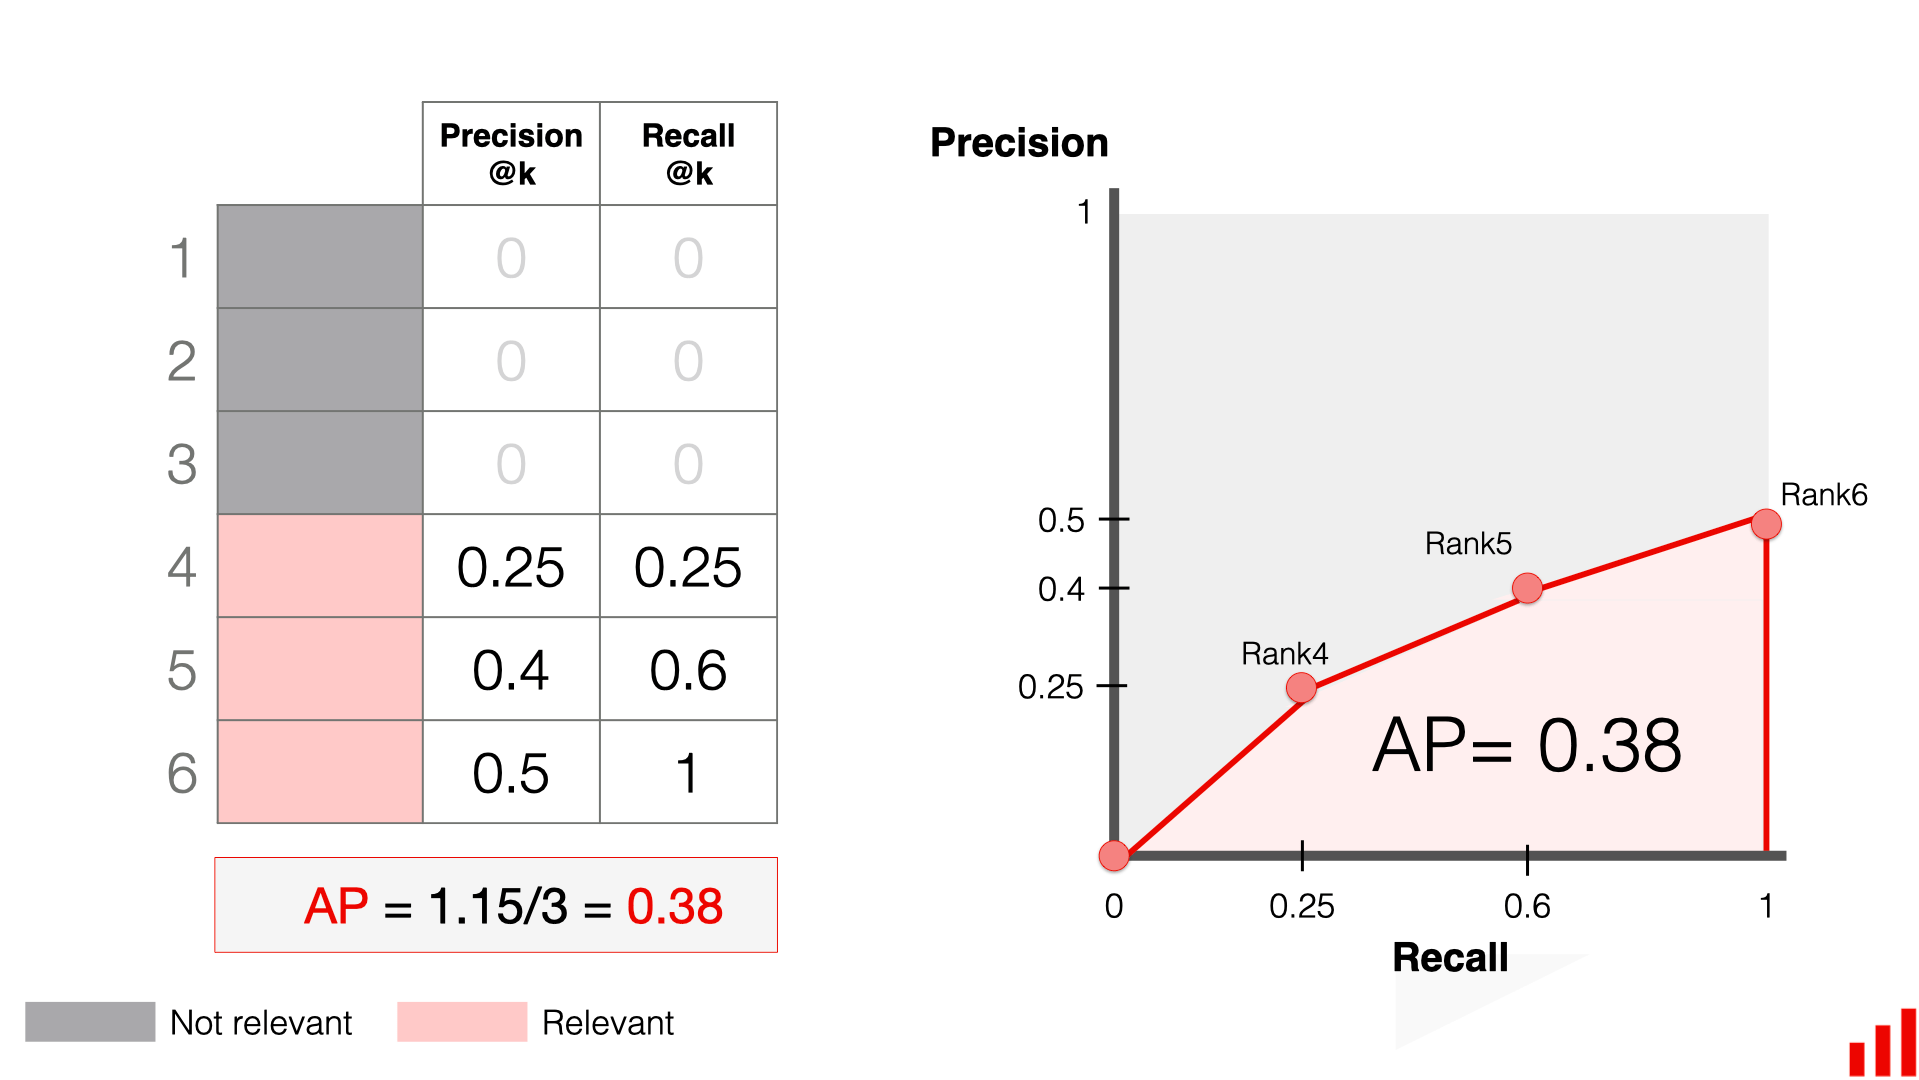 Precision @k
Recall @k
1 0 0
2 0 0
3 0 0
4 0.25 0.25
5 0.4 0.6
6 0.5 1
AP = 1.15/3 = 0.38
Not relevant
Relevant
Precision
1
0.5
0.4
0.25
Rank4
Rank5
Rank6
AP= 0.38
0 0.25 0.6 1
Recall